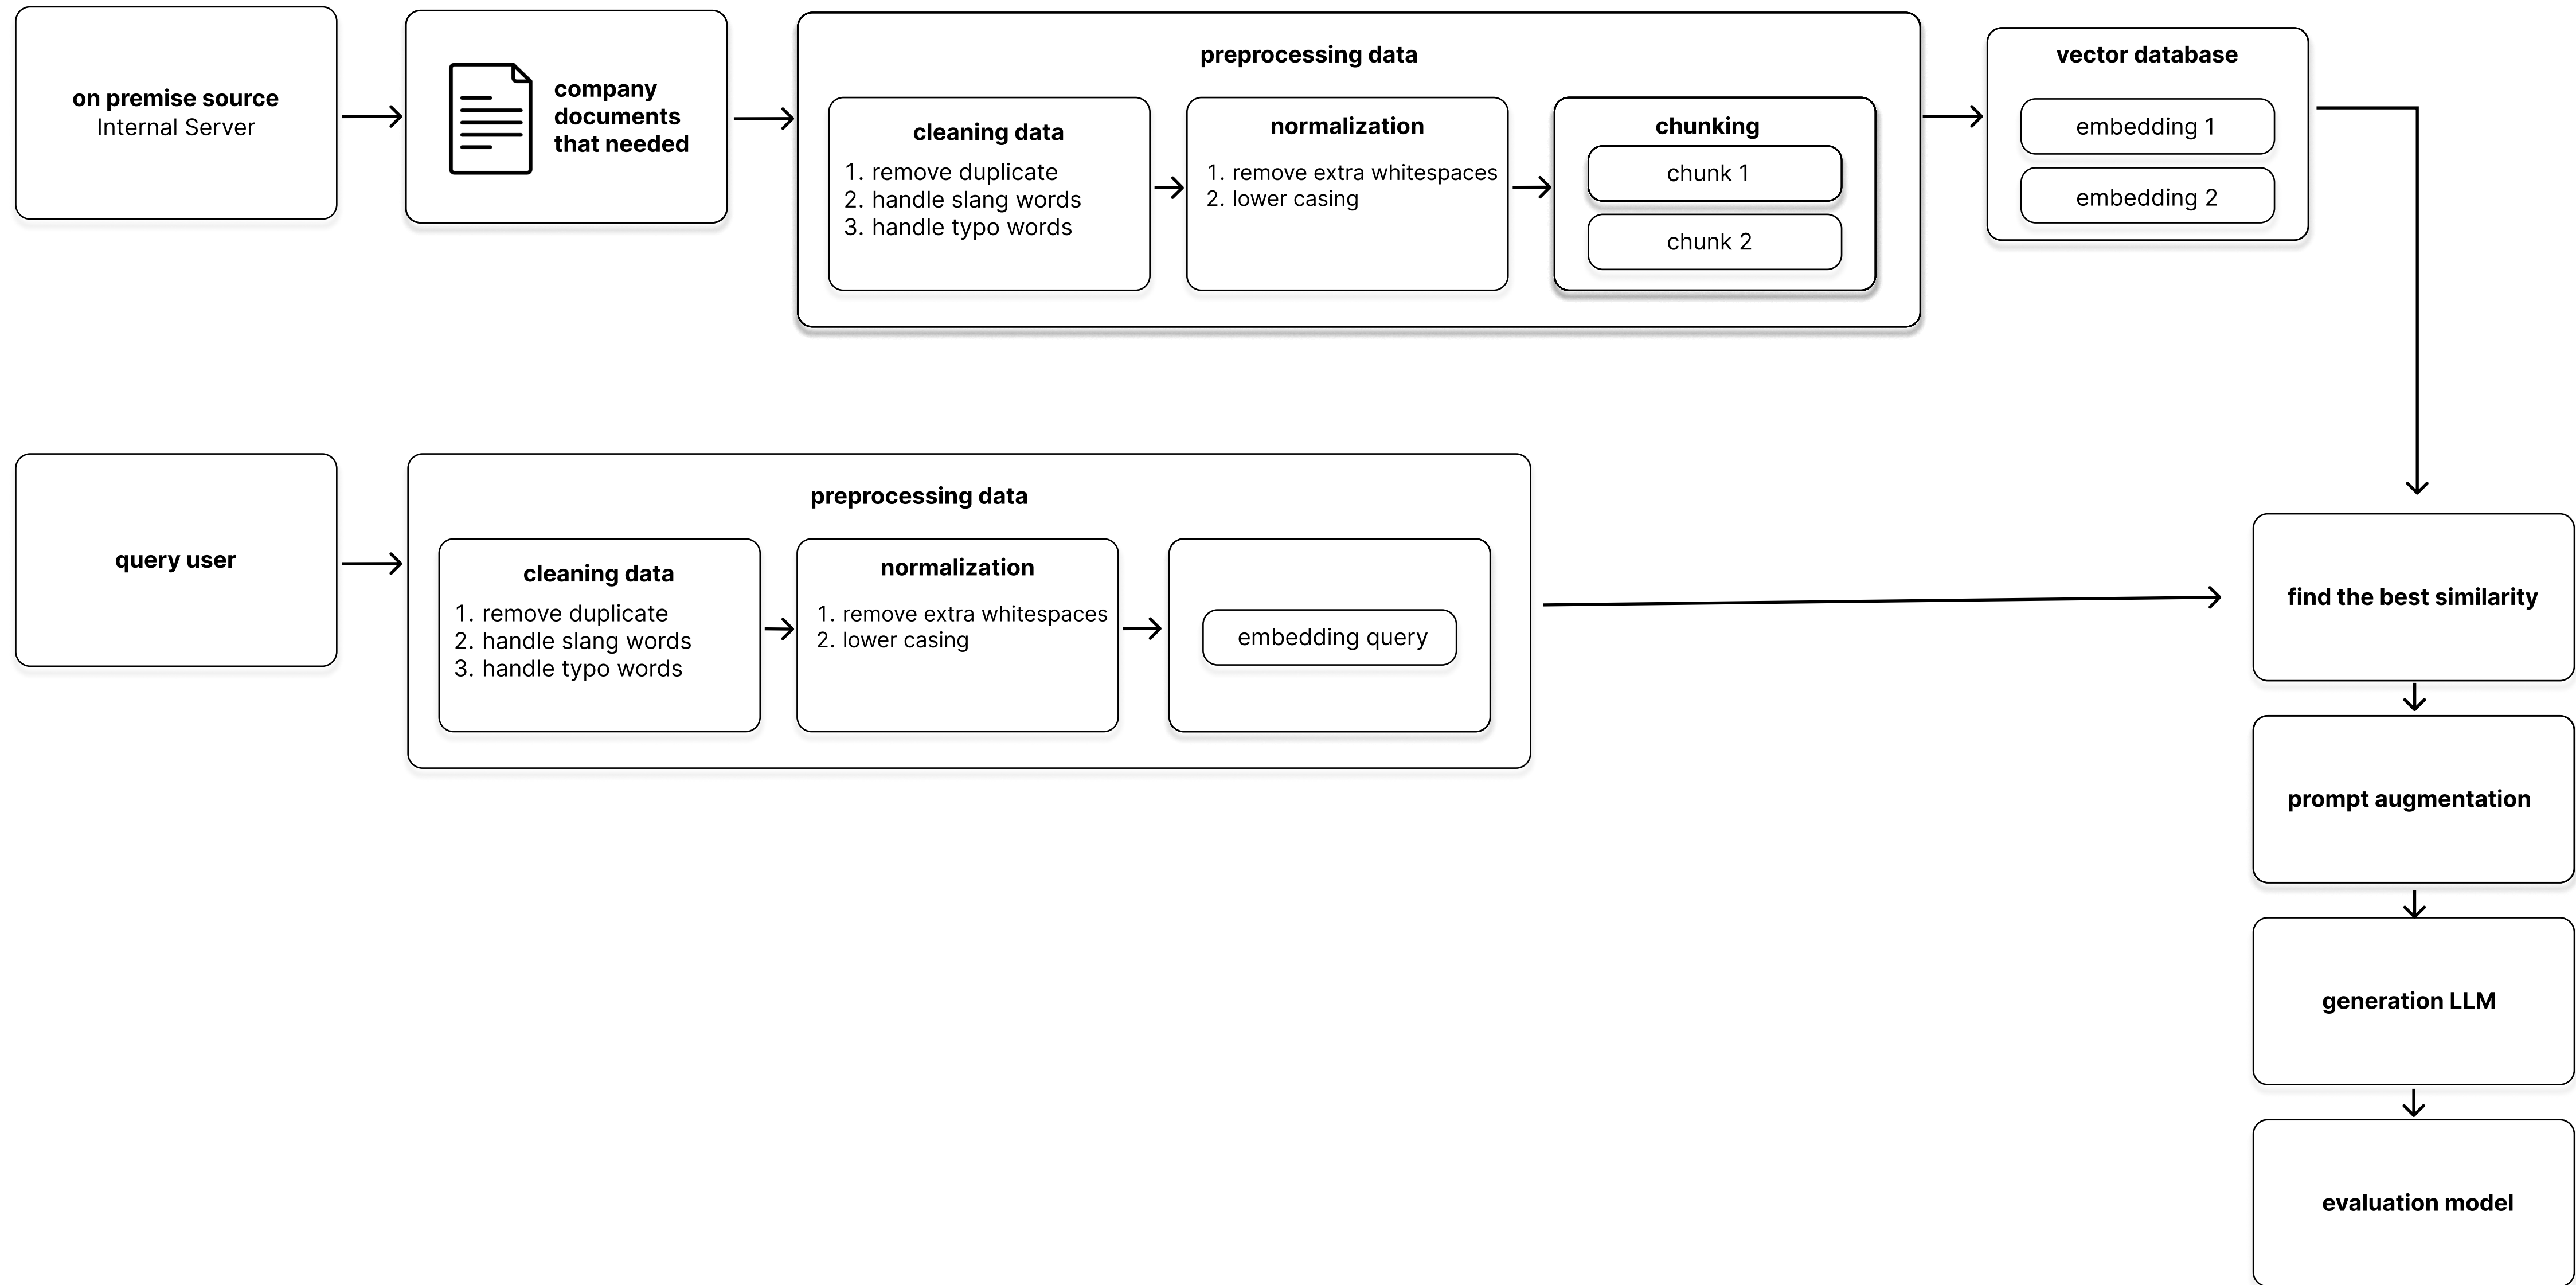 on premise source
Internal Server
company
documents
that needed
preprocessing data
cleaning data
1. remove duplicate
2. handle slang words
3. handle typo words
normalization
1. remove extra whitespaces
2. lower casing
chunking
chunk 1
chunk 2
vector database
embedding 1
embedding 2
query user
preprocessing data
cleaning data
1. remove duplicate
2. handle slang words
3. handle typo words
normalization
1. remove extra whitespaces
2. lower casing
embedding query
find the best similarity
prompt augmentation
generation LLM
evaluation model